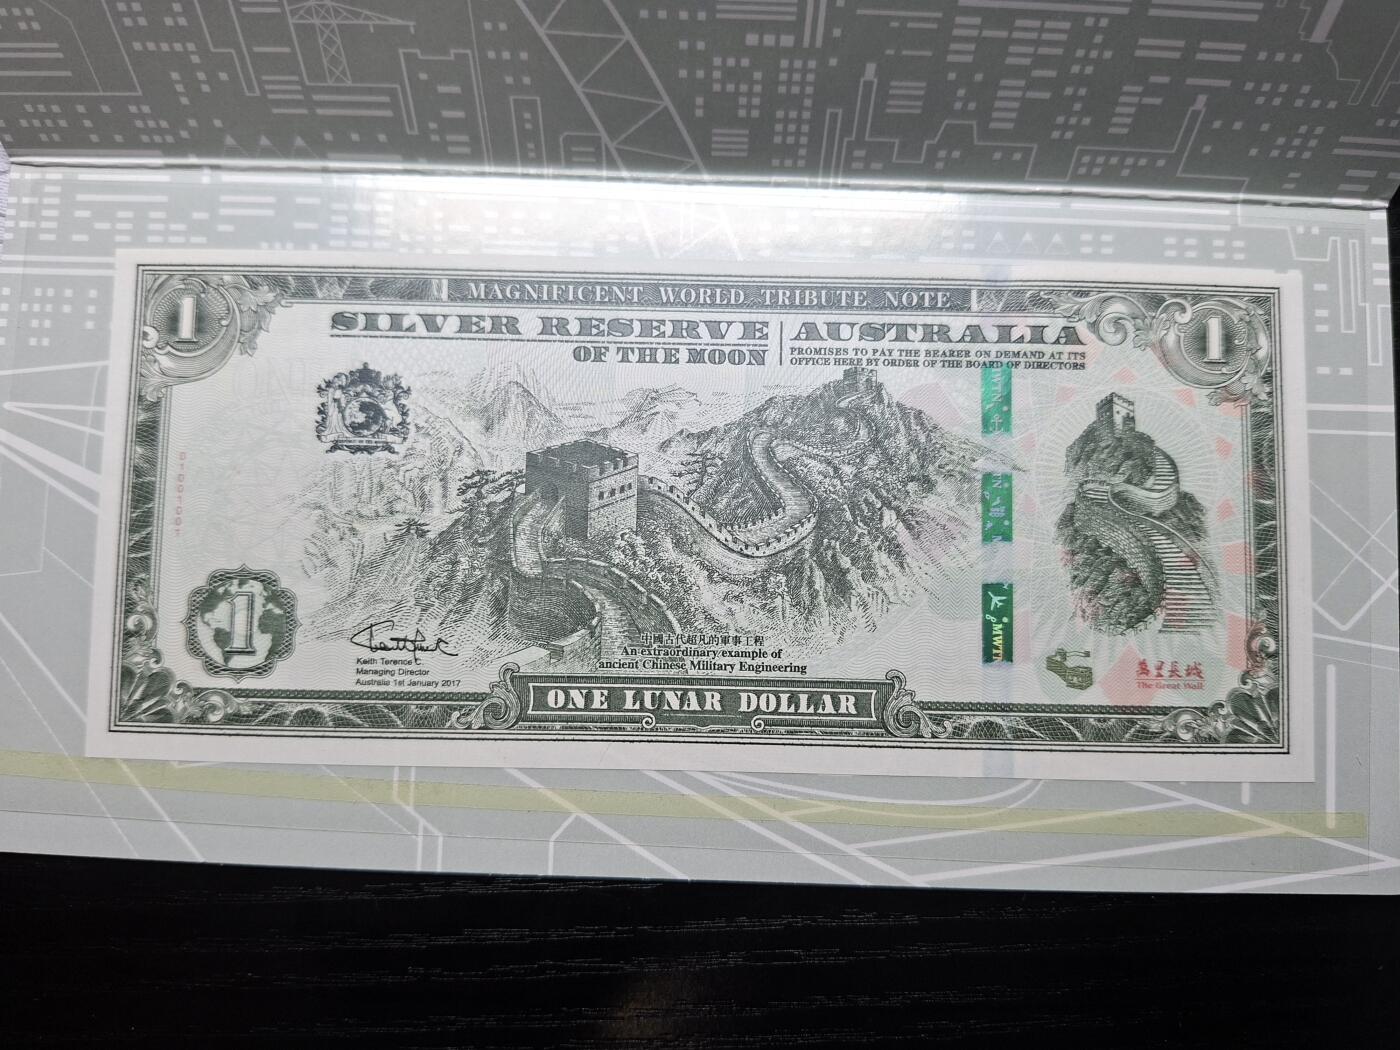 MAGNIFICENT WORLD TRIBUTE NOTE
1
1
SILVER RESERVE
OF THE MOON
AUSTRALIA
PROMISES TO PAY THE BEARER ON DEMAND AT ITS
OFFICE HERE BY ORDER OF THE BOARD OF DIRECTORS
MWTN
MWTN
1
Keith Terence C.
Managing Director
Australia 1st January 2017
中國古代超凡的軍事工程
An extraordinary example of
ancient Chinese Military Engineering
ONE LUNAR DOLLAR
萬里長城
The Great Wall